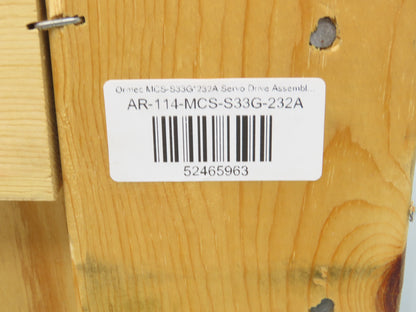 Ormec MCS-S33G*232A Servo Drive Assembl...
AR-114-MCS-S33G-232A
52465963